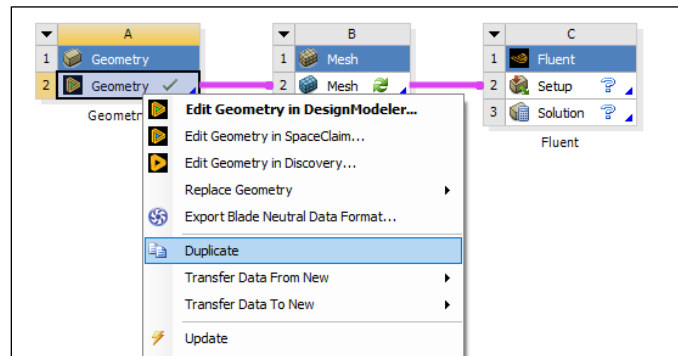 A
B
C
1 Geometry
1 Mesh
1 Fluent
2 Geometry
2 Mesh
2 Setup ?
3 Solution ?
Geometr
Fluent
Edit Geometry in DesignModeler...
Edit Geometry in SpaceClaim...
Edit Geometry in Discovery...
Replace Geometry
Export Blade Neutral Data Format...
Duplicate
Transfer Data From New
Transfer Data To New
Update